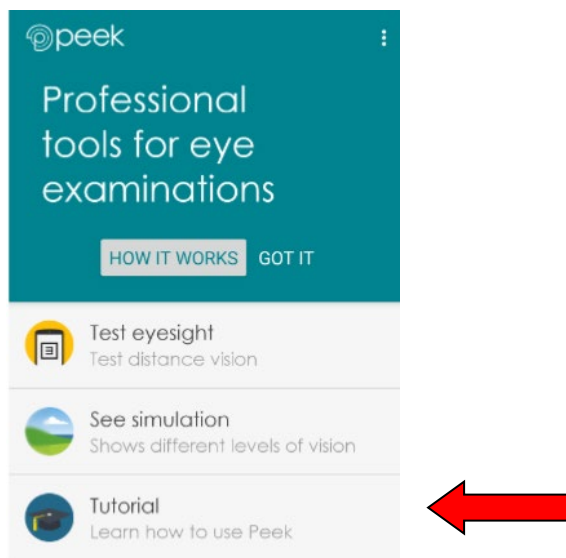 peek
Professional
tools for eye
examinations
HOW IT WORKS GOT IT
Test eyesight
Test distance vision
See simulation
Shows different levels of vision
Tutorial
Learn how to use Peek